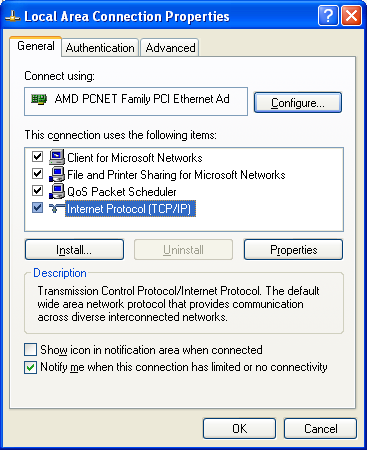 Local Area Connection Properties
General Authentication Advanced
Connect using:
AMD PCNET Family PCI Ethernet Ad
Configure...
This connection uses the following items:
Client for Microsoft Networks
File and Printer Sharing for Microsoft Networks
QoS Packet Scheduler
Internet Protocol (TCP/IP)
Install... Uninstall Properties
Description
Transmission Control Protocol/Internet Protocol. The default
wide area network protocol that provides communication
across diverse interconnected networks.
Show icon in notification area when connected
Notify me when this connection has limited or no connectivity
OK Cancel